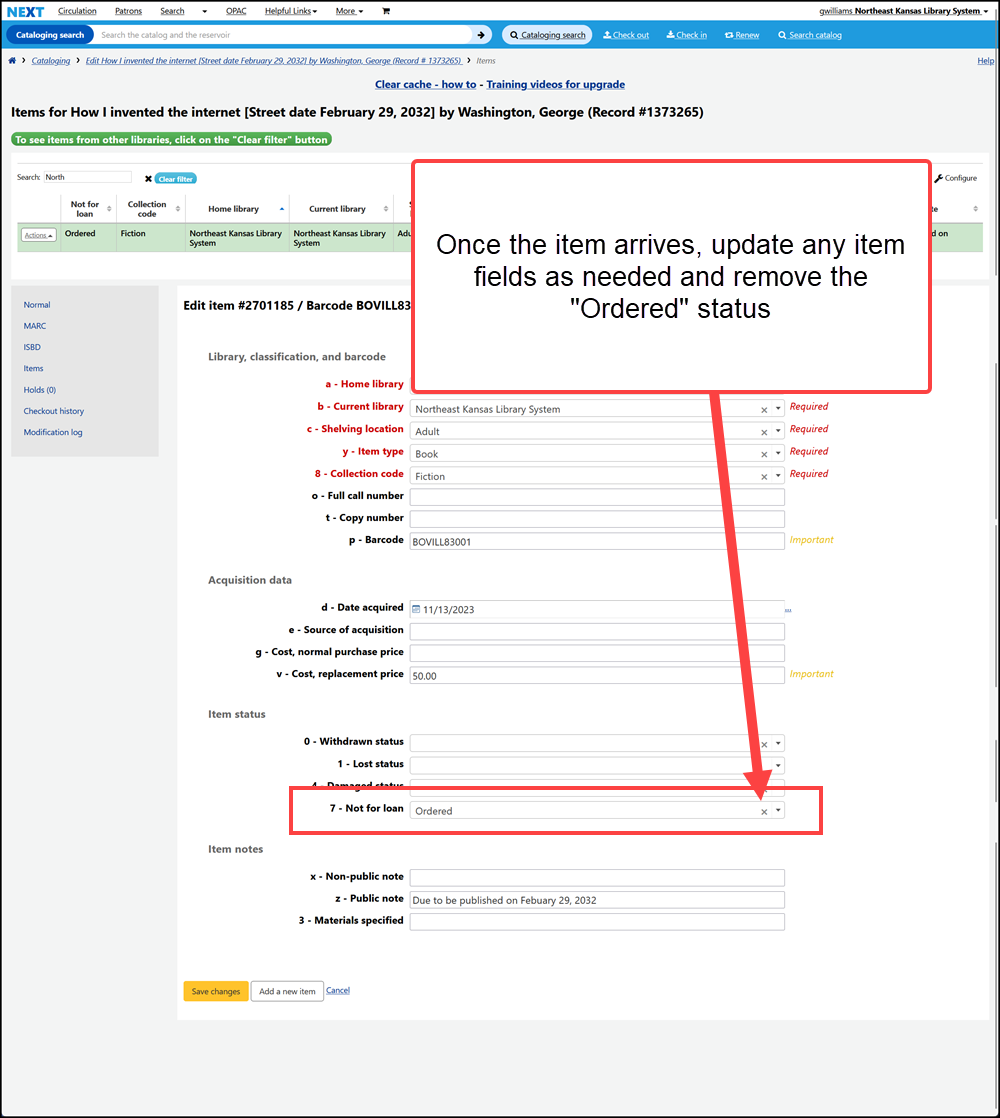 NEXT Circulation Patrons Search OPAC Helpful Links More gwilliams Northeast Kansas Library System
Cataloging search Search the catalog and the reservoir Cataloging search Check out Check in Renew Search catalog
Cataloging Edit How I invented the internet [Street date February 29, 2032] by Washington, George (Record # 1373265) Items Help
Clear cache - how to - Training videos for upgrade
Items for How I invented the internet [Street date February 29, 2032] by Washington, George (Record #1373265)
To see items from other libraries, click on the "Clear filter" button
Search: North Clear filter Configure
Not for loan Collection code Home library Current library
Actions Ordered Fiction Northeast Kansas Library System Northeast Kansas Library System
Once the item arrives, update any item
fields as needed and remove the
"Ordered" status
Normal
MARC
ISBD
Items
Holds (0)
Checkout history
Modification log
Edit item #2701185 / Barcode BOVILL83
Library, classification, and barcode
a - Home library
b - Current library Northeast Kansas Library System Required
c - Shelving location Adult Required
y - Item type Book Required
8 - Collection code Fiction Required
o - Full call number
t - Copy number
p - Barcode BOVILL83001 Important
Acquisition data
d - Date acquired 11/13/2023 ...
e - Source of acquisition
g - Cost, normal purchase price
v - Cost, replacement price 50.00 Important
Item status
0 - Withdrawn status
1 - Lost status
4 - Damaged status
7 - Not for loan Ordered
Item notes
x - Non-public note
z - Public note Due to be published on Febuary 29, 2032
3 - Materials specified
Save changes Add a new item Cancel